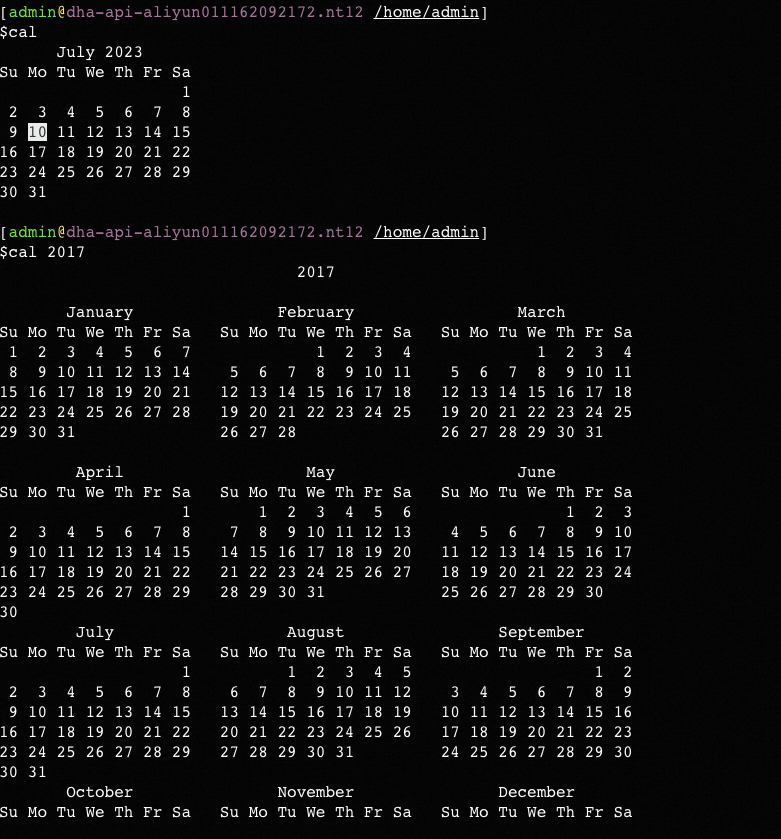 [admin@dha-api-aliyun011162092172.nt12 /home/admin]
$cal
      July 2023
Su Mo Tu We Th Fr Sa
                   1
 2  3  4  5  6  7  8
 9 10 11 12 13 14 15
16 17 18 19 20 21 22
23 24 25 26 27 28 29
30 31
[admin@dha-api-aliyun011162092172.nt12 /home/admin]
$cal 2017
                               2017
       January               February                 March
Su Mo Tu We Th Fr Sa   Su Mo Tu We Th Fr Sa   Su Mo Tu We Th Fr Sa
 1  2  3  4  5  6  7             1  2  3  4             1  2  3  4
 8  9 10 11 12 13 14    5  6  7  8  9 10 11    5  6  7  8  9 10 11
15 16 17 18 19 20 21   12 13 14 15 16 17 18   12 13 14 15 16 17 18
22 23 24 25 26 27 28   19 20 21 22 23 24 25   19 20 21 22 23 24 25
29 30 31               26 27 28               26 27 28 29 30 31
        April                   May                   June
Su Mo Tu We Th Fr Sa   Su Mo Tu We Th Fr Sa   Su Mo Tu We Th Fr Sa
                   1       1  2  3  4  5  6                1  2  3
 2  3  4  5  6  7  8    7  8  9 10 11 12 13    4  5  6  7  8  9 10
 9 10 11 12 13 14 15   14 15 16 17 18 19 20   11 12 13 14 15 16 17
16 17 18 19 20 21 22   21 22 23 24 25 26 27   18 19 20 21 22 23 24
23 24 25 26 27 28 29   28 29 30 31            25 26 27 28 29 30
30
        July                  August                September
Su Mo Tu We Th Fr Sa   Su Mo Tu We Th Fr Sa   Su Mo Tu We Th Fr Sa
                   1          1  2  3  4  5                   1  2
 2  3  4  5  6  7  8    6  7  8  9 10 11 12    3  4  5  6  7  8  9
 9 10 11 12 13 14 15   13 14 15 16 17 18 19   10 11 12 13 14 15 16
16 17 18 19 20 21 22   20 21 22 23 24 25 26   17 18 19 20 21 22 23
23 24 25 26 27 28 29   27 28 29 30 31         24 25 26 27 28 29 30
30 31
       October               November               December
Su Mo Tu We Th Fr Sa   Su Mo Tu We Th Fr Sa   Su Mo Tu We Th Fr Sa